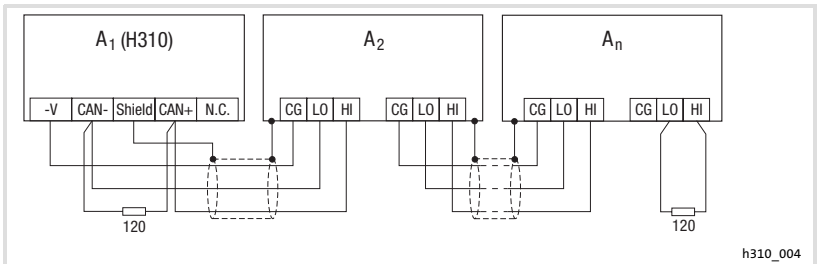 A1 (H310) A2 An
-V CAN- Shield CAN+ N.C. CG LO HI CG LO HI CG LO HI CG LO HI
120 120
h310_004